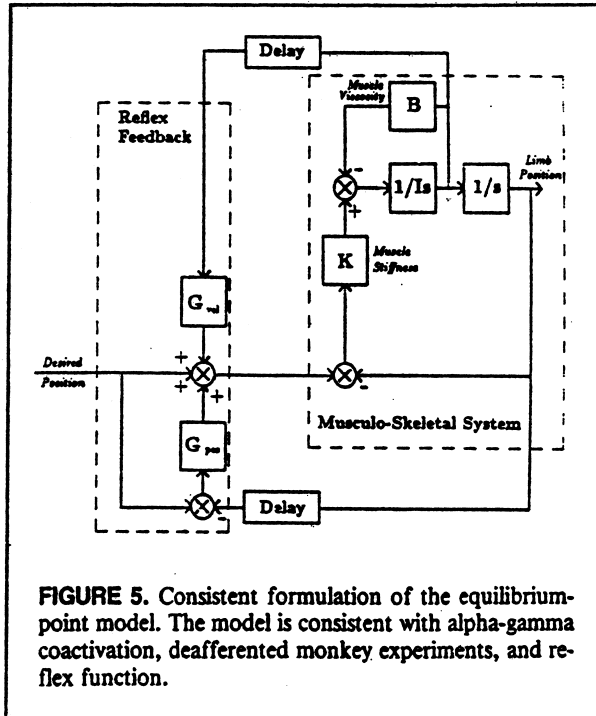 Delay
Muscle
Viscosity
B
Reflex
Feedback
-
Limb
Position
1/Is
1/s
+
K
Muscle
Stiffness
G vel
Desired
Position
+
+
+
-
G pos
Musculo-Skeletal System
-
Delay
FIGURE 5. Consistent formulation of the equilibrium-
point model. The model is consistent with alpha-gamma
coactivation, deafferented monkey experiments, and re-
flex function.